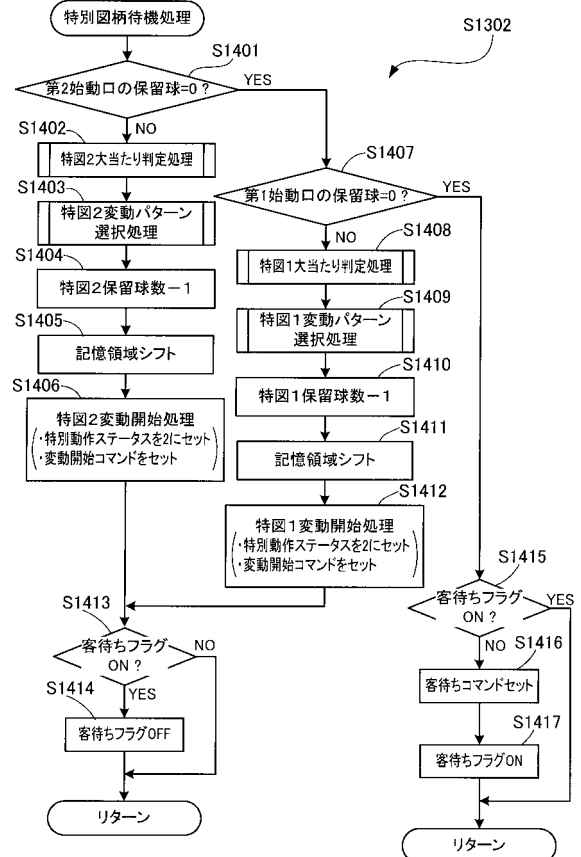 特別図柄待機処理
S1302
S1401
第2始動口の保留球=0?
YES
NO
S1402
特図2大当たり判定処理
S1403
特図2変動パターン
選択処理
S1404
特図2保留球数-1
S1405
記憶領域シフト
S1406
特図2変動開始処理
・特別動作ステータスを2にセット
・変動開始コマンドをセット
S1407
第1始動口の保留球=0?
YES
NO
S1408
特図1大当たり判定処理
S1409
特図1変動パターン
選択処理
S1410
特図1保留球数-1
S1411
記憶領域シフト
S1412
特図1変動開始処理
・特別動作ステータスを2にセット
・変動開始コマンドをセット
S1413
客待ちフラグ
ON?
NO
YES
S1414
客待ちフラグOFF
リターン
S1415
客待ちフラグ
ON?
YES
NO
S1416
客待ちコマンドセット
S1417
客待ちフラグON
リターン